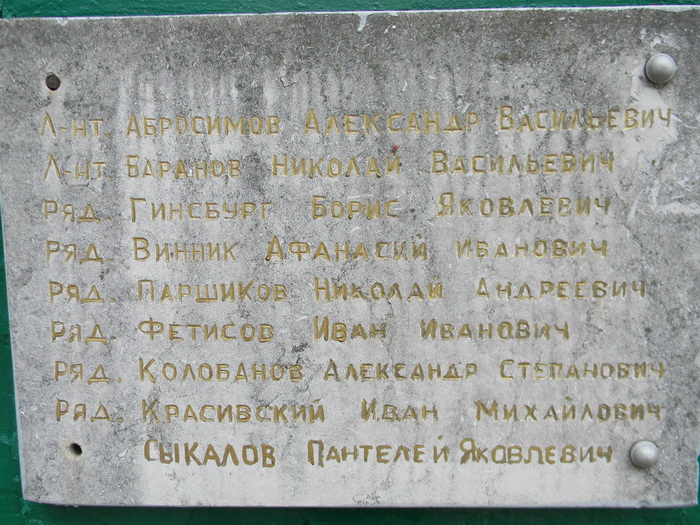 Л-нт. Абросимов Александр Васильевич
Л-нт. Баранов Николай Васильевич
Ряд. Гинсбург Борис Яковлевич
Ряд. Винник Афанасий Иванович
Ряд. Паршиков Николай Андреевич
Ряд. Фетисов Иван Иванович
Ряд. Колобанов Александр Степанович
Ряд. Красивский Иван Михайлович
Сыкалов Пантелей Яковлевич